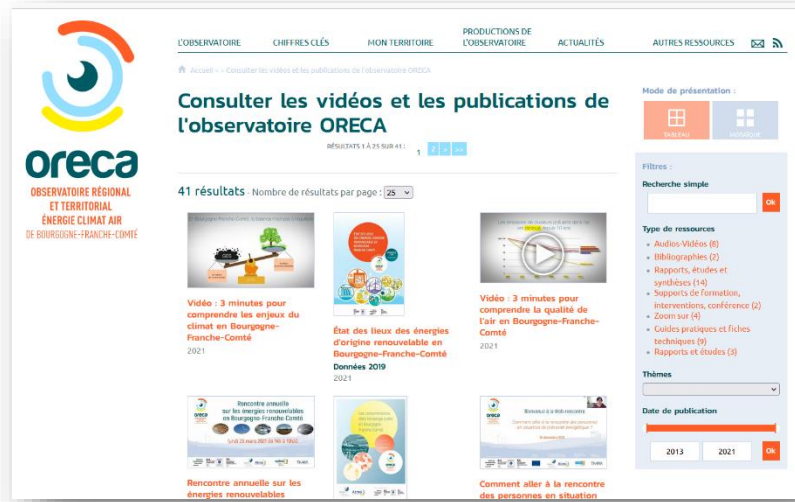 PRODUCTIONS DE
L'OBSERVATOIRE CHIFFRES CLÉS MON TERRITOIRE L'OBSERVATOIRE ACTUALITÉS AUTRES RESSOURCES
Accueil » » Consulter les vidéos et les publications de l'observatoire ORECA
oreca
OBSERVATOIRE RÉGIONAL
ET TERRITORIAL
ÉNERGIE CLIMAT AIR
DE BOURGOGNE-FRANCHE-COMTÉ
Consulter les vidéos et les publications de
l'observatoire ORECA
RÉSULTATS 1 À 25 SUR 41 :
1 2 > >>
41 résultats - Nombre de résultats par page : 25
Vidéo : 3 minutes pour
comprendre les enjeux du
climat en Bourgogne-
Franche-Comté
2021
État des lieux des énergies
d'origine renouvelable en
Bourgogne-Franche-Comté
Données 2019
2021
Vidéo : 3 minutes pour
comprendre la qualité de
l'air en Bourgogne-Franche-
Comté
2021
Rencontre annuelle
sur les énergies renouvelables
en Bourgogne-Franche-Comté
oreca
Rencontre annuelle sur les
énergies renouvelables
Bienvenue à la Web-rencontre
oreca
Comment aller à la rencontre
des personnes en situation
Mode de présentation :
TABLEAU
MOSAÏQUE
Filtres :
Recherche simple
Ok
Type de ressources
Audios-Vidéos (8)
Bibliographies (2)
Rapports, études et
synthèses (14)
Supports de formation,
interventions, conférence (2)
Zoom sur (4)
Guides pratiques et fiches
techniques (9)
Rapports et études (3)
Thèmes
Date de publication
2013 2021 Ok